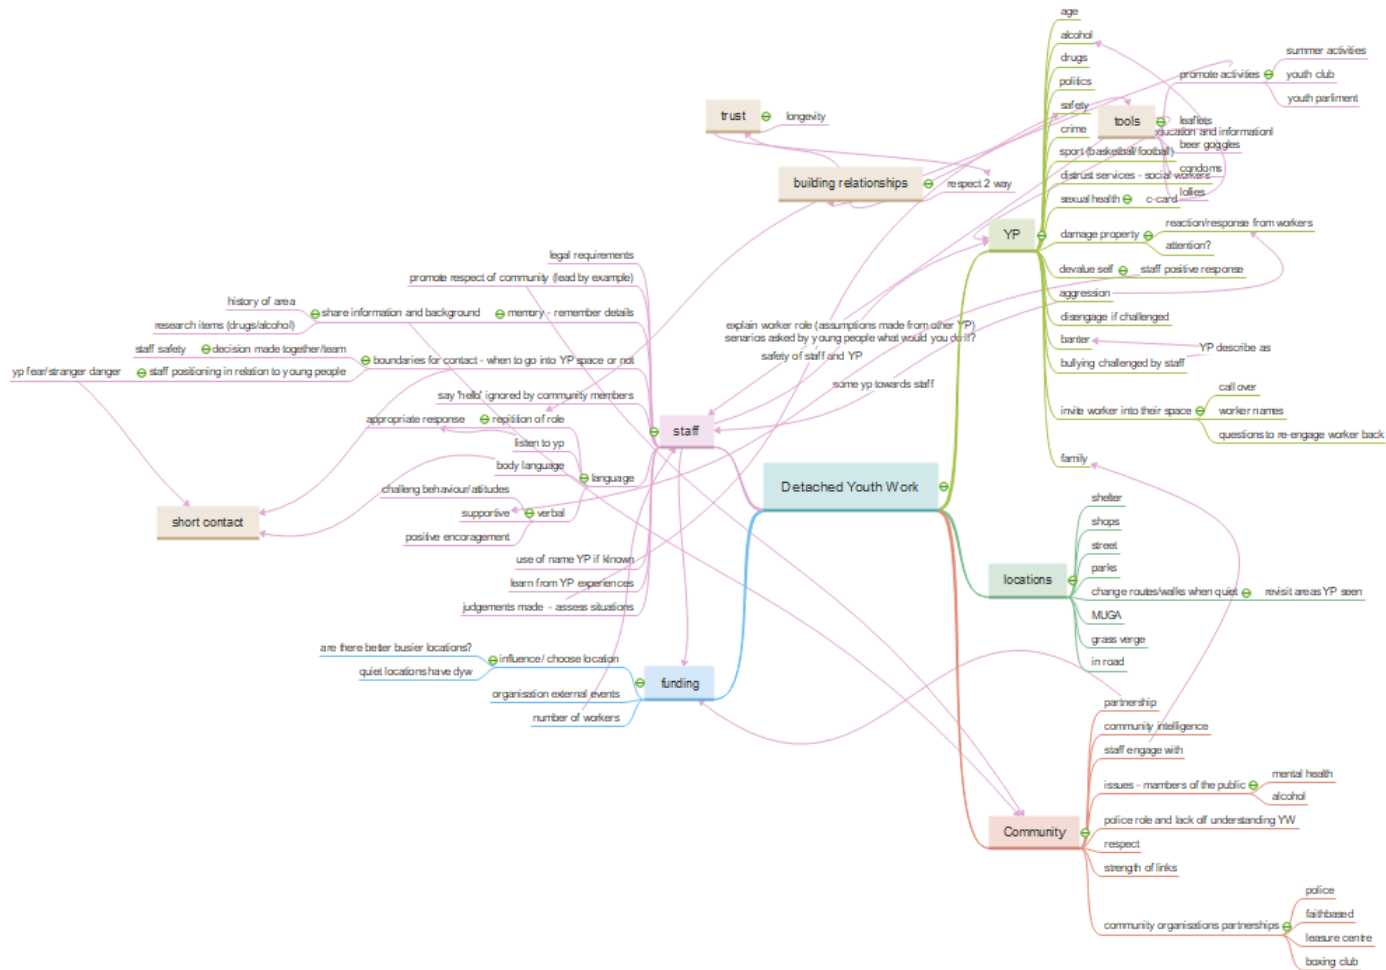 Detached Youth Work
YP
age
alcohol
drugs
politics
safety
crime
sport (basketball/football)
distrust services - social workers
sexual health
c-card
damage property
reaction/response from workers
attention?
devalue self
staff positive response
aggression
disengage if challenged
banter
YP describe as
bullying challenged by staff
invite worker into their space
call over
worker names
questions to re-engage worker back
family
tools
promote activities
summer activities
youth club
youth parliment
leaflets
education and informationl
beer goggles
condoms
lollies
trust
longevity
building relationships
respect 2 way
explain worker role (assumptions made from other YP)
senarios asked by young people what would you do if?
safety of staff and YP
some yp towards staff
staff
legal requirements
promote respect of community (lead by example)
memory - remember details
share information and background
history of area
research items (drugs/alcohol)
boundaries for contact - when to go into YP space or not
decision made together/team
staff safety
staff positioning in relation to young people
yp fear/stranger danger
say 'hello' ignored by community members
language
repitition of role
appropriate response
listen to yp
body language
verbal
challeng behaviour/attitudes
supportive
positive encoragement
use of name YP if known
learn from YP experiences
judgements made - assess situations
short contact
funding
influence/ choose location
are there better busier locations?
quiet locations have dyw
organisation external events
number of workers
locations
shelter
shops
street
parks
change routes/walks when quiet
revisit areas YP seen
MUGA
grass verge
in road
Community
partnership
community intelligence
staff engage with
issues - mambers of the public
mental health
alcohol
police role and lack off understanding YW
respect
strength of links
community organisations partnerships
police
faithbased
leasure centre
boxing club